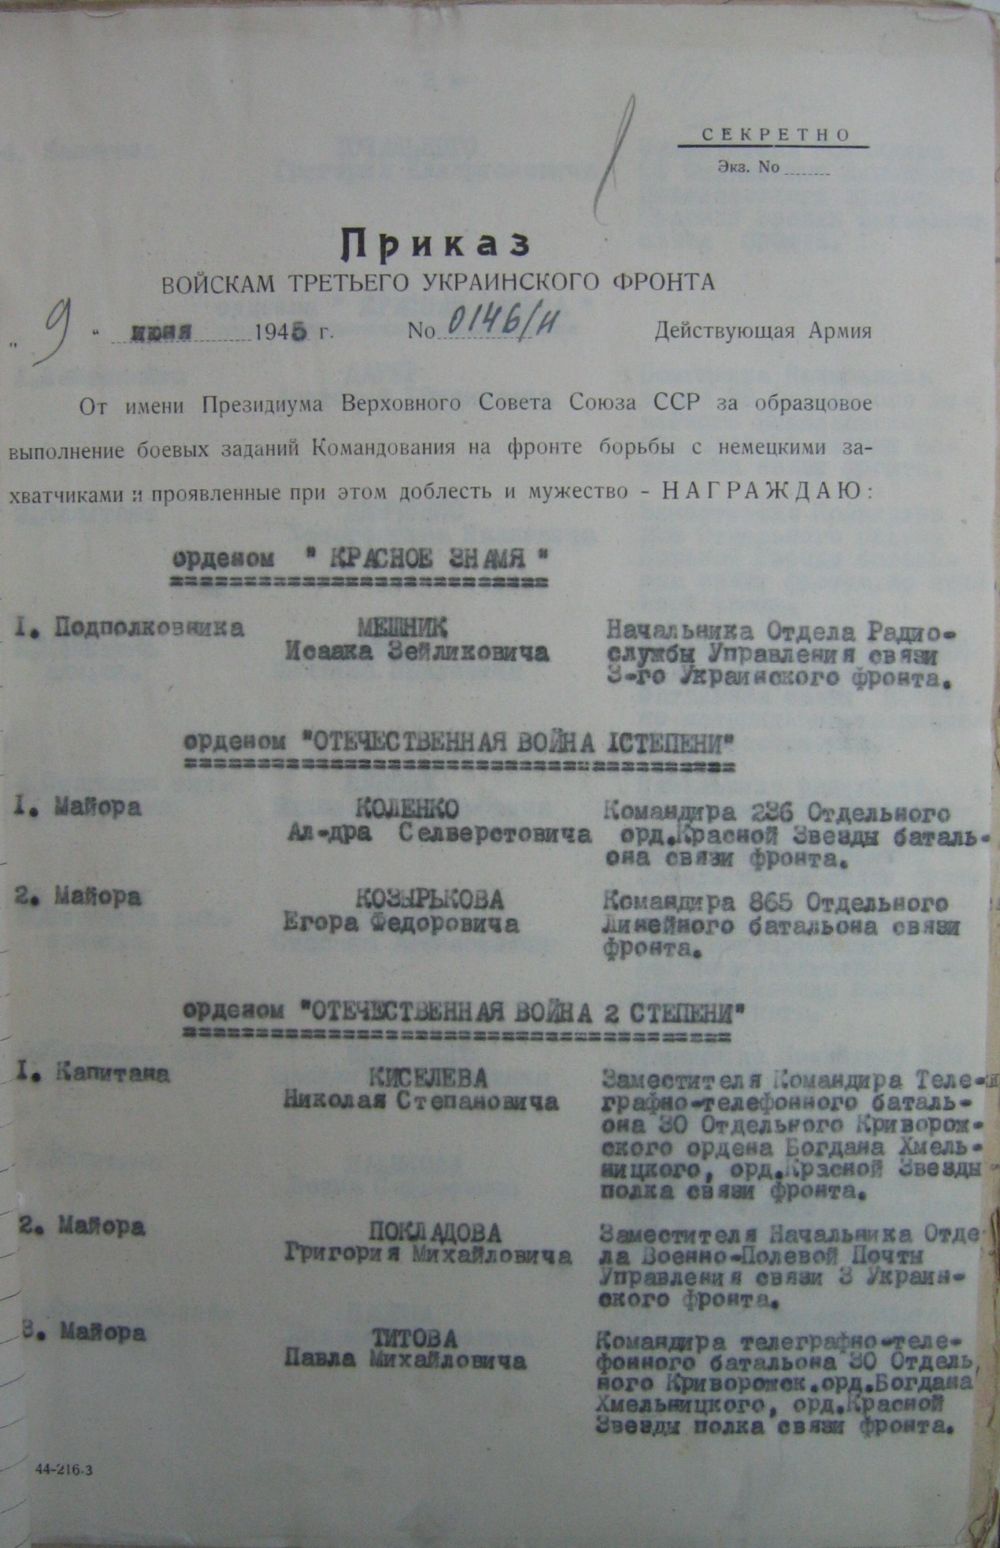 СЕКРЕТНО
Экз. No
Приказ
ВОЙСКАМ ТРЕТЬЕГО УКРАИНСКОГО ФРОНТА
" 9 " июня 1945 г. No 0146/н Действующая Армия
От имени Президиума Верховного Совета Союза ССР за образцовое
выполнение боевых заданий Командования на фронте борьбы с немецкими за-
хватчиками и проявленные при этом доблесть и мужество - НАГРАЖДАЮ:
орденом " КРАСНОЕ ЗНАМЯ "
1. Подполковника МЕШНИК Начальника Отдела Радио-
Исаака Зейликовича службы Управления связи
3-го Украинского фронта.
орденом "ОТЕЧЕСТВЕННАЯ ВОЙНА IСТЕПЕНИ"
1. Майора КОЛЕНКО Командира 236 Отдельного
Ал-дра Селверстовича орд.Красной Звезды баталь-
она связи фронта.
2. Майора КОЗЫРЬКОВА Командира 865 Отдельного
Егора Федоровича Линейного батальона связи
фронта.
орденом "ОТЕЧЕСТВЕННАЯ ВОЙНА 2 СТЕПЕНИ"
1. Капитана КИСЕЛЕВА Заместителя Командира Теле-
Николая Степановича графно-телефонного баталь-
она 30 Отдельного Криворож-
ского ордена Богдана Хмель-
ницкого, орд.Красной Звезды
полка связи фронта.
2. Майора ПОКЛАДОВА Заместителя Начальника Отде
Григория Михайловича ла Военно-Полевой Почты
Управления связи 3 Украин-
ского фронта.
3. Майора ТИТОВА Командира телеграфно-теле-
Павла Михайловича фонного батальона 30 Отдель,
ного Криворожск.орд.Богдана
Хмельницкого, орд.Красной
Звезды полка связи фронта.
44-216-3